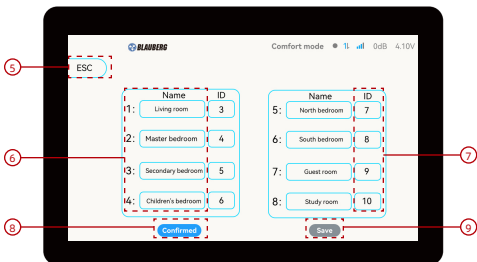 BLAUBERG
Comfort mode 0dB 4.10V
5
ESC
Name ID
1: Living room 3
2: Master bedroom 4
3: Secondary bedroom 5
4: Children's bedroom 6
6
Name ID
5: North bedroom 7
6: South bedroom 8
7: Guest room 9
8: Study room 10
7
8
Confirmed
Save
9